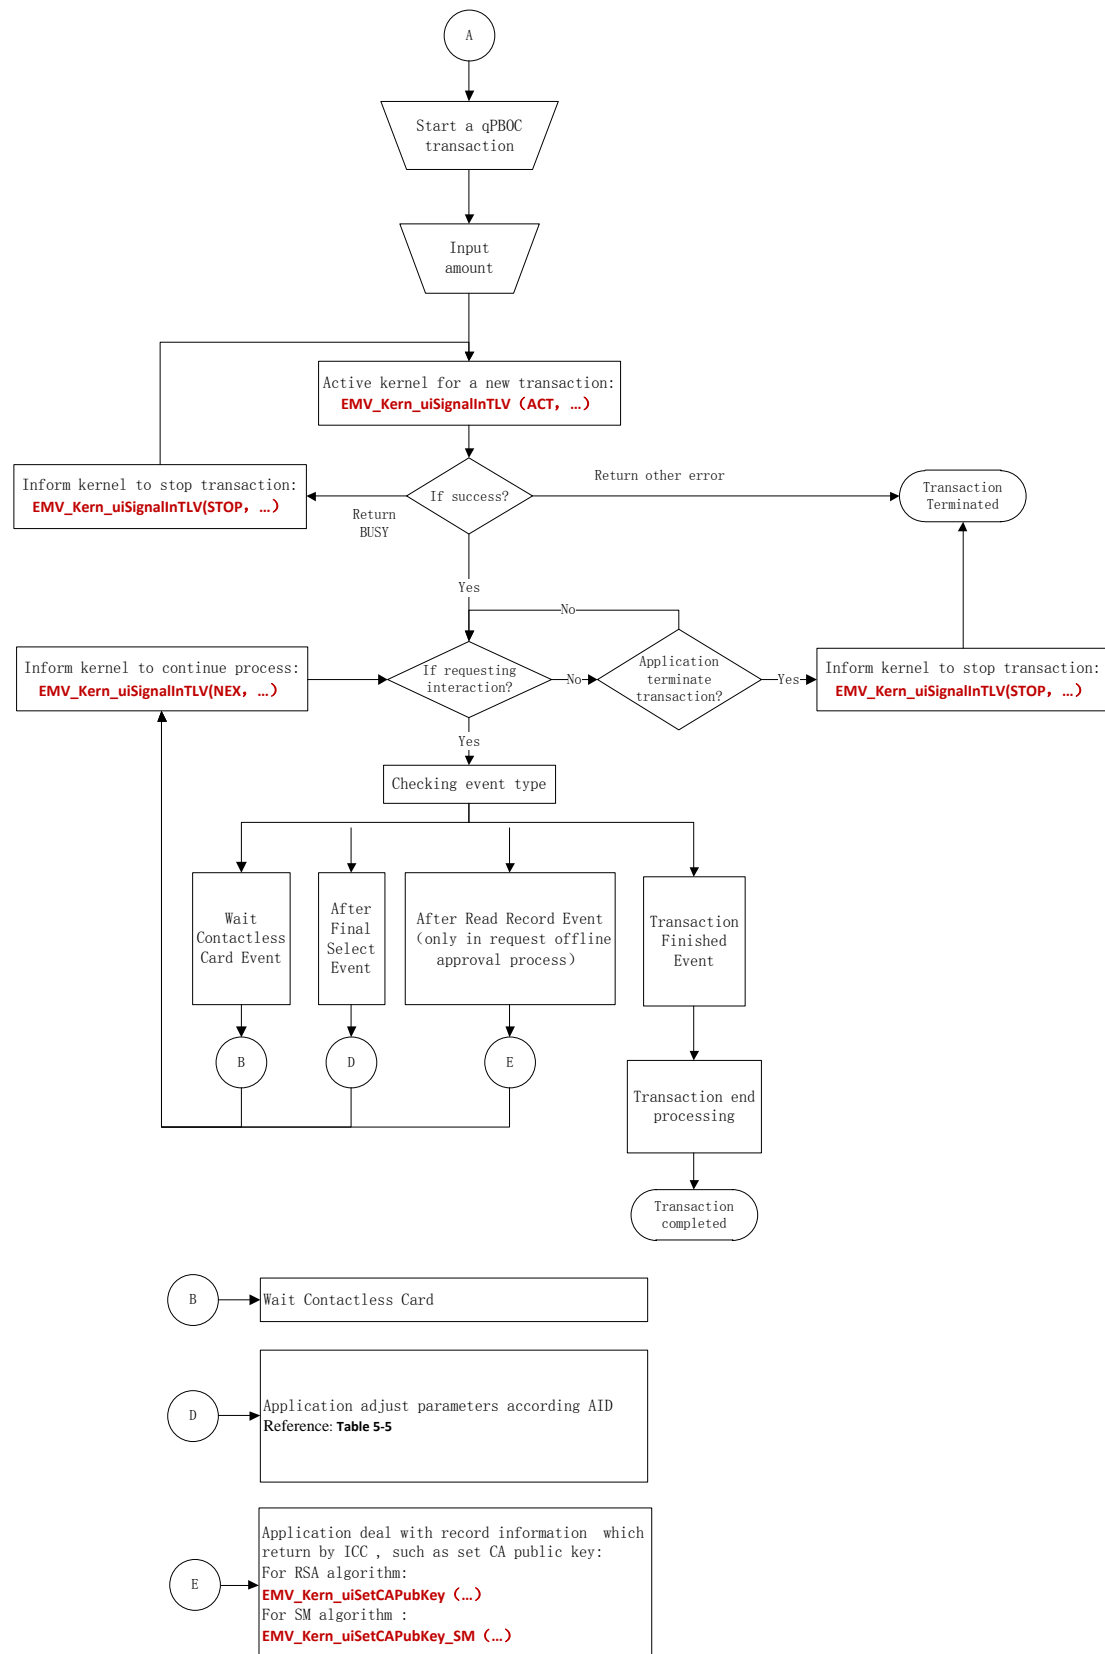 A
Start a qPBOC
transaction
Input
amount
Active kernel for a new transaction:
EMV_Kern_uiSignalInTLV（ACT，…）
If success?
Return other error
Transaction
Terminated
Inform kernel to stop transaction:
EMV_Kern_uiSignalInTLV(STOP，…)
Return
BUSY
Yes
No
Inform kernel to continue process:
EMV_Kern_uiSignalInTLV(NEX，…)
If requesting
interaction?
No
Application
terminate
transaction?
Yes
Inform kernel to stop transaction:
EMV_Kern_uiSignalInTLV(STOP，…)
Yes
Checking event type
Wait
Contactless
Card Event
After
Final
Select
Event
After Read Record Event
（only in request offline
approval process）
Transaction
Finished
Event
B
D
E
Transaction end
processing
Transaction
completed
B
Wait Contactless Card
D
Application adjust parameters according AID
Reference: Table 5-5
E
Application deal with record information which
return by ICC , such as set CA public key:
For RSA algorithm:
EMV_Kern_uiSetCAPubKey（…）
For SM algorithm :
EMV_Kern_uiSetCAPubKey_SM（…）